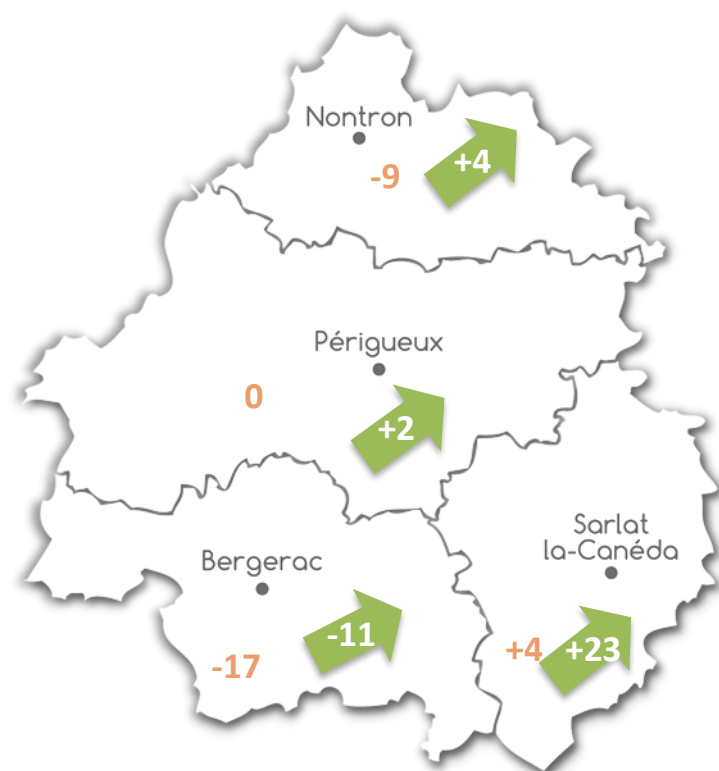 Nontron
-9
+4
Périgueux
0
+2
Sarlat
la-Canéda
Bergerac
-17
-11
+4
+23